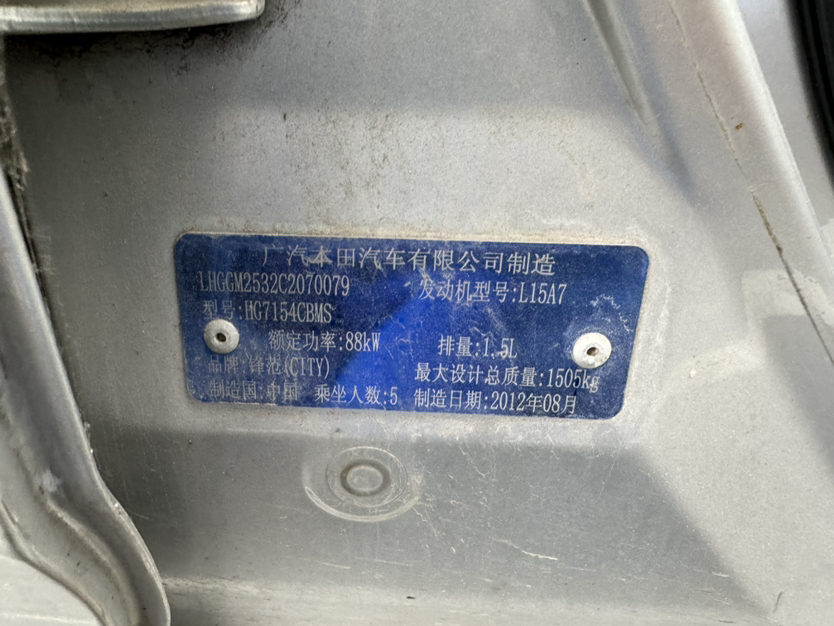 广汽本田汽车有限公司制造
LHGGM2532C2070079 发动机型号:L15A7
型号:HG7154CBMS
额定功率:88kW 排量:1.5L
品牌:锋范(CITY) 最大设计总质量:1505kg
制造国:中国 乘坐人数:5 制造日期:2012年08月